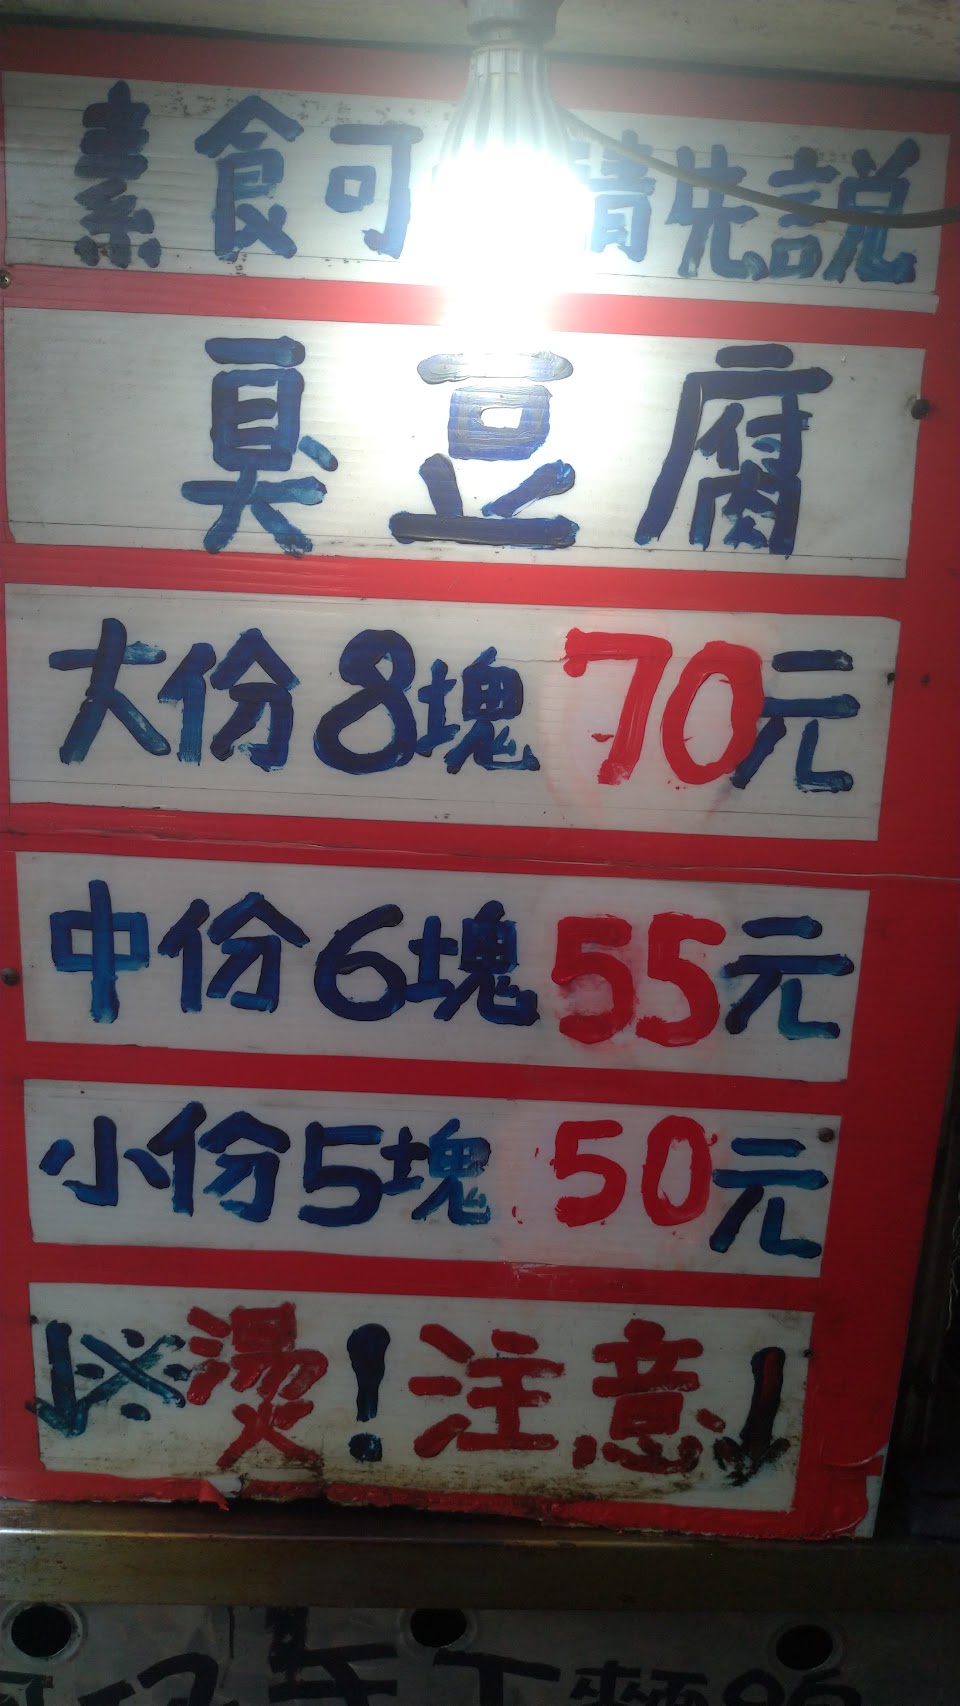 素食可 請先説
臭豆腐
大份8塊 70元
中份6塊 55元
小份5塊 50元
↓※燙!注意↓